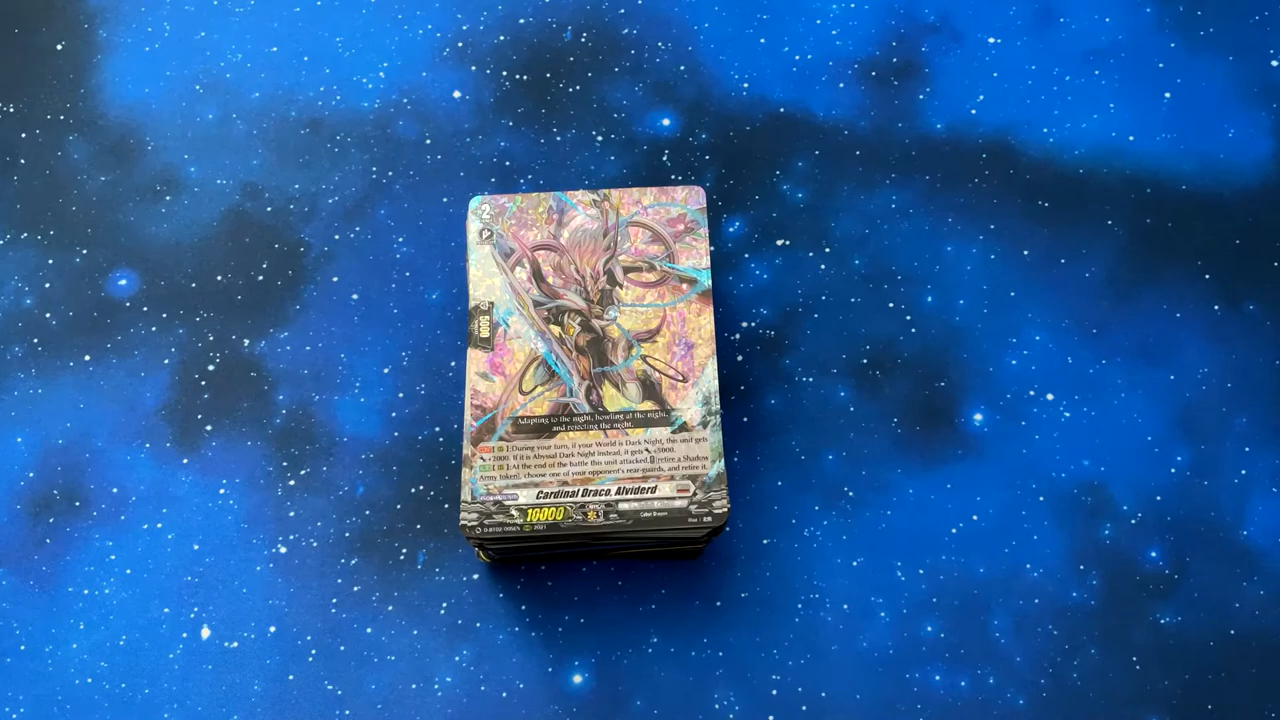 2
5000
Adapting to the night, howling at the night,
and rejecting the night.
:During your turn, if your World is Dark Night, this unit gets
+2000. If it is Abyssal Dark Night instead, it gets +5000.
:At the end of the battle this unit attacked, [retire a Shadow
Army token], choose one of your opponent's rear-guards, and retire it.
Cardinal Draco, Alviderd
10000 1 Cyber Dragon
D-BT02/005EN 2021